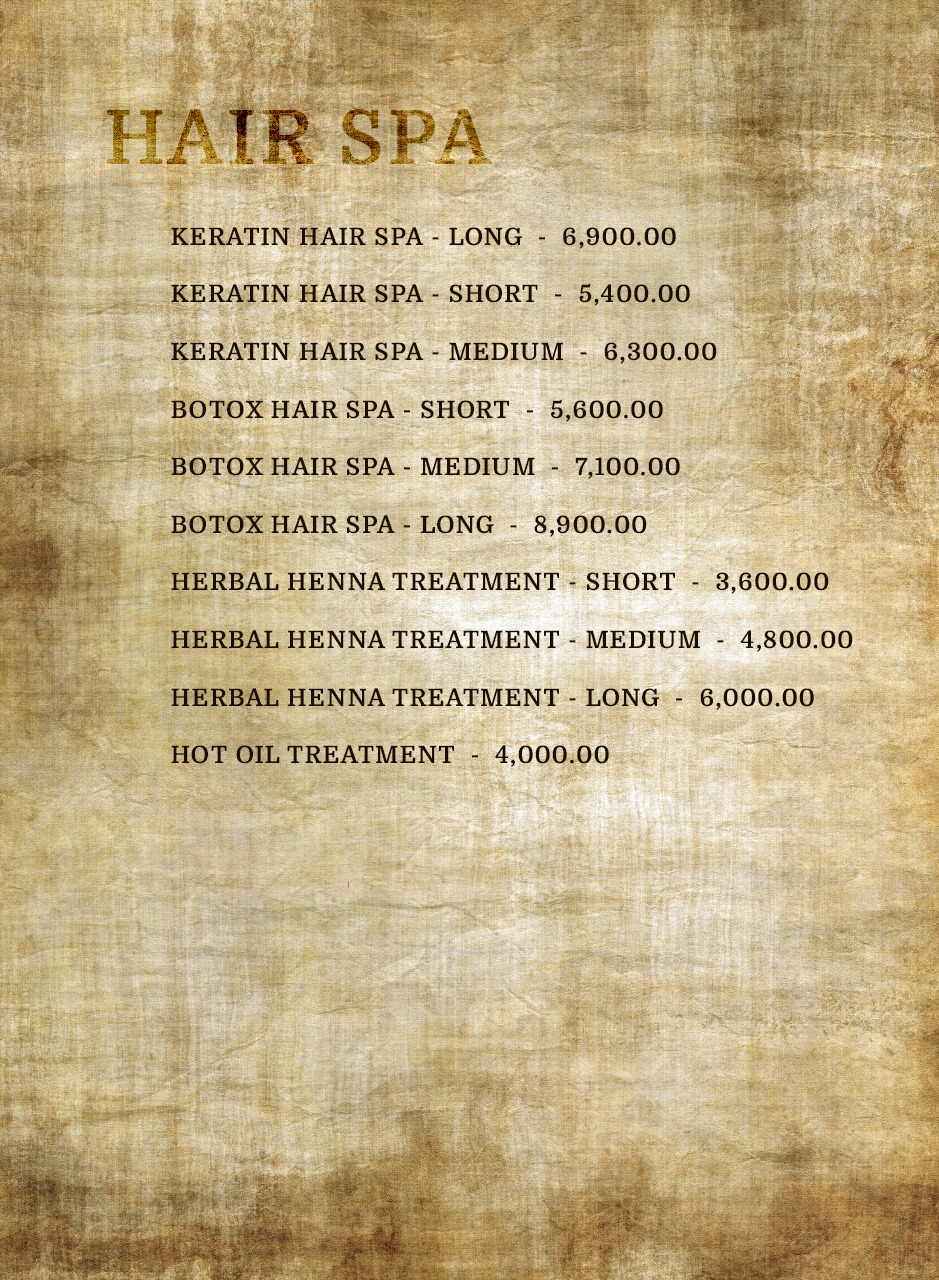 HAIR SPA
KERATIN HAIR SPA - LONG - 6,900.00
KERATIN HAIR SPA - SHORT - 5,400.00
KERATIN HAIR SPA - MEDIUM - 6,300.00
BOTOX HAIR SPA - SHORT - 5,600.00
BOTOX HAIR SPA - MEDIUM - 7,100.00
BOTOX HAIR SPA - LONG - 8,900.00
HERBAL HENNA TREATMENT - SHORT - 3,600.00
HERBAL HENNA TREATMENT - MEDIUM - 4,800.00
HERBAL HENNA TREATMENT - LONG - 6,000.00
HOT OIL TREATMENT - 4,000.00